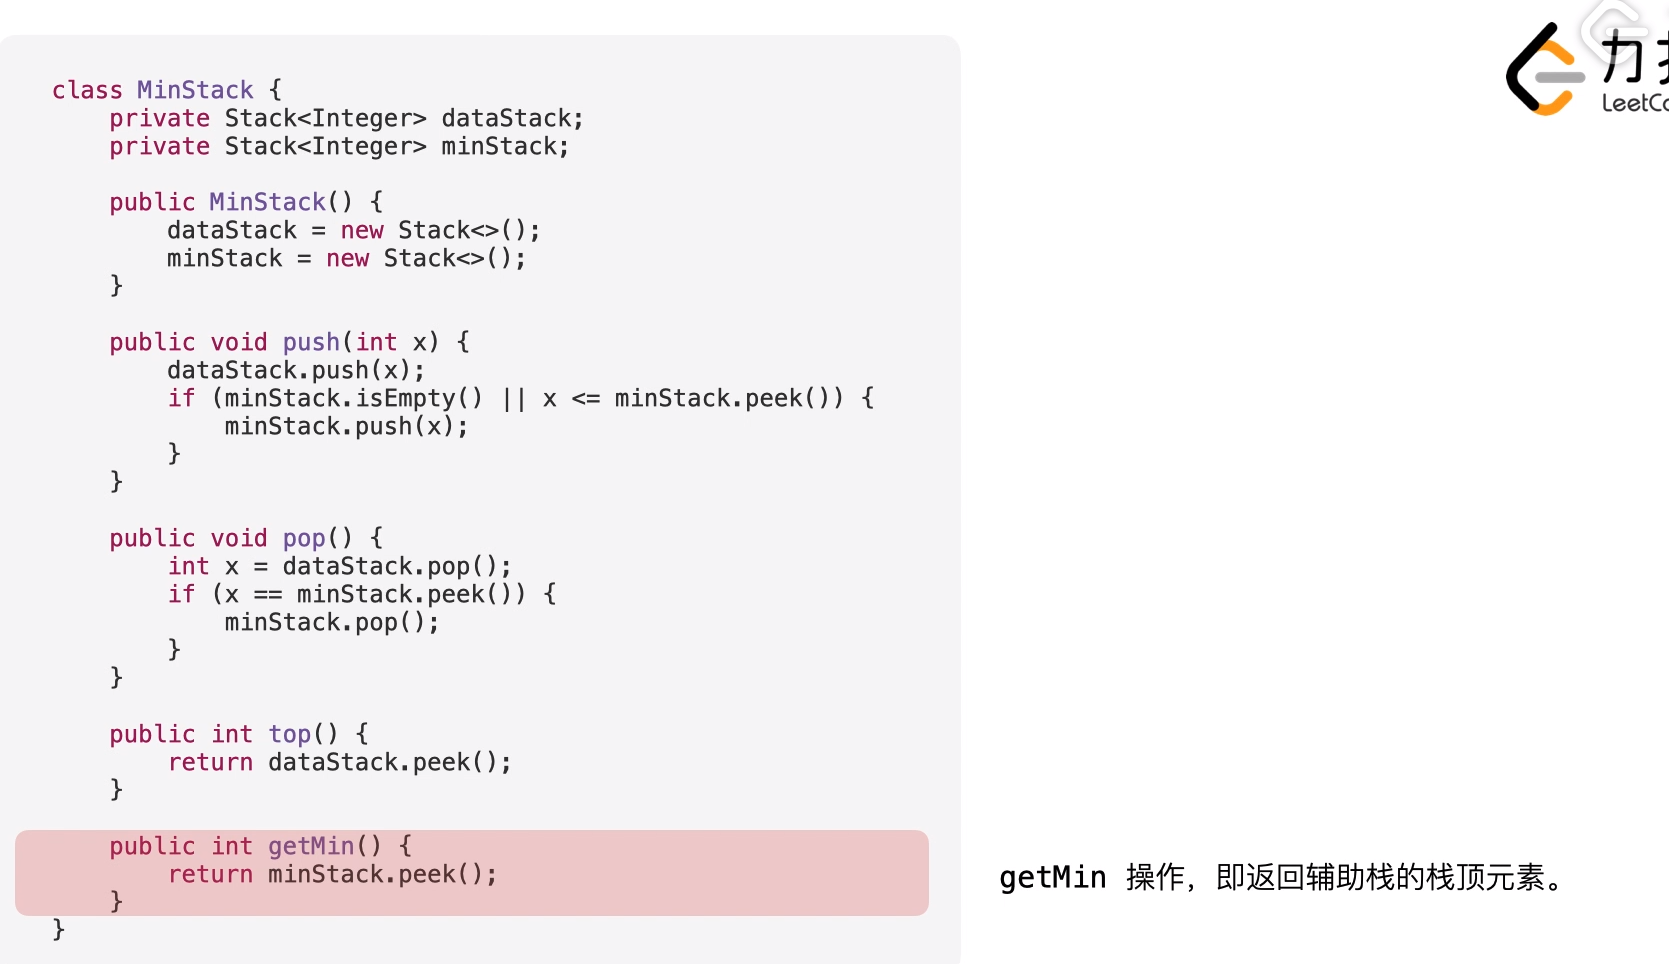 class MinStack {
    private Stack<Integer> dataStack;
    private Stack<Integer> minStack;

    public MinStack() {
        dataStack = new Stack<>();
        minStack = new Stack<>();
    }

    public void push(int x) {
        dataStack.push(x);
        if (minStack.isEmpty() || x <= minStack.peek()) {
            minStack.push(x);
        }
    }

    public void pop() {
        int x = dataStack.pop();
        if (x == minStack.peek()) {
            minStack.pop();
        }
    }

    public int top() {
        return dataStack.peek();
    }

    public int getMin() {
        return minStack.peek();
    }
}
getMin 操作，即返回辅助栈的栈顶元素。
力
LeetCo